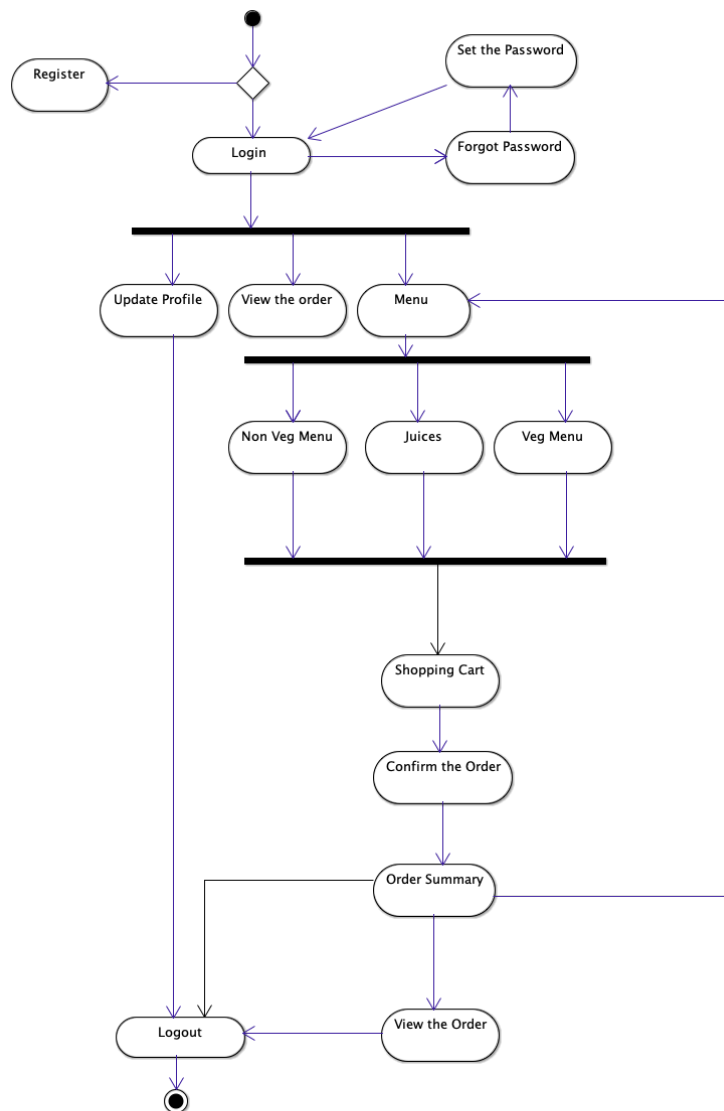 Set the Password
Register
Forgot Password
Login
Update Profile
View the order
Menu
Non Veg Menu
Juices
Veg Menu
Shopping Cart
Confirm the Order
Order Summary
View the Order
Logout